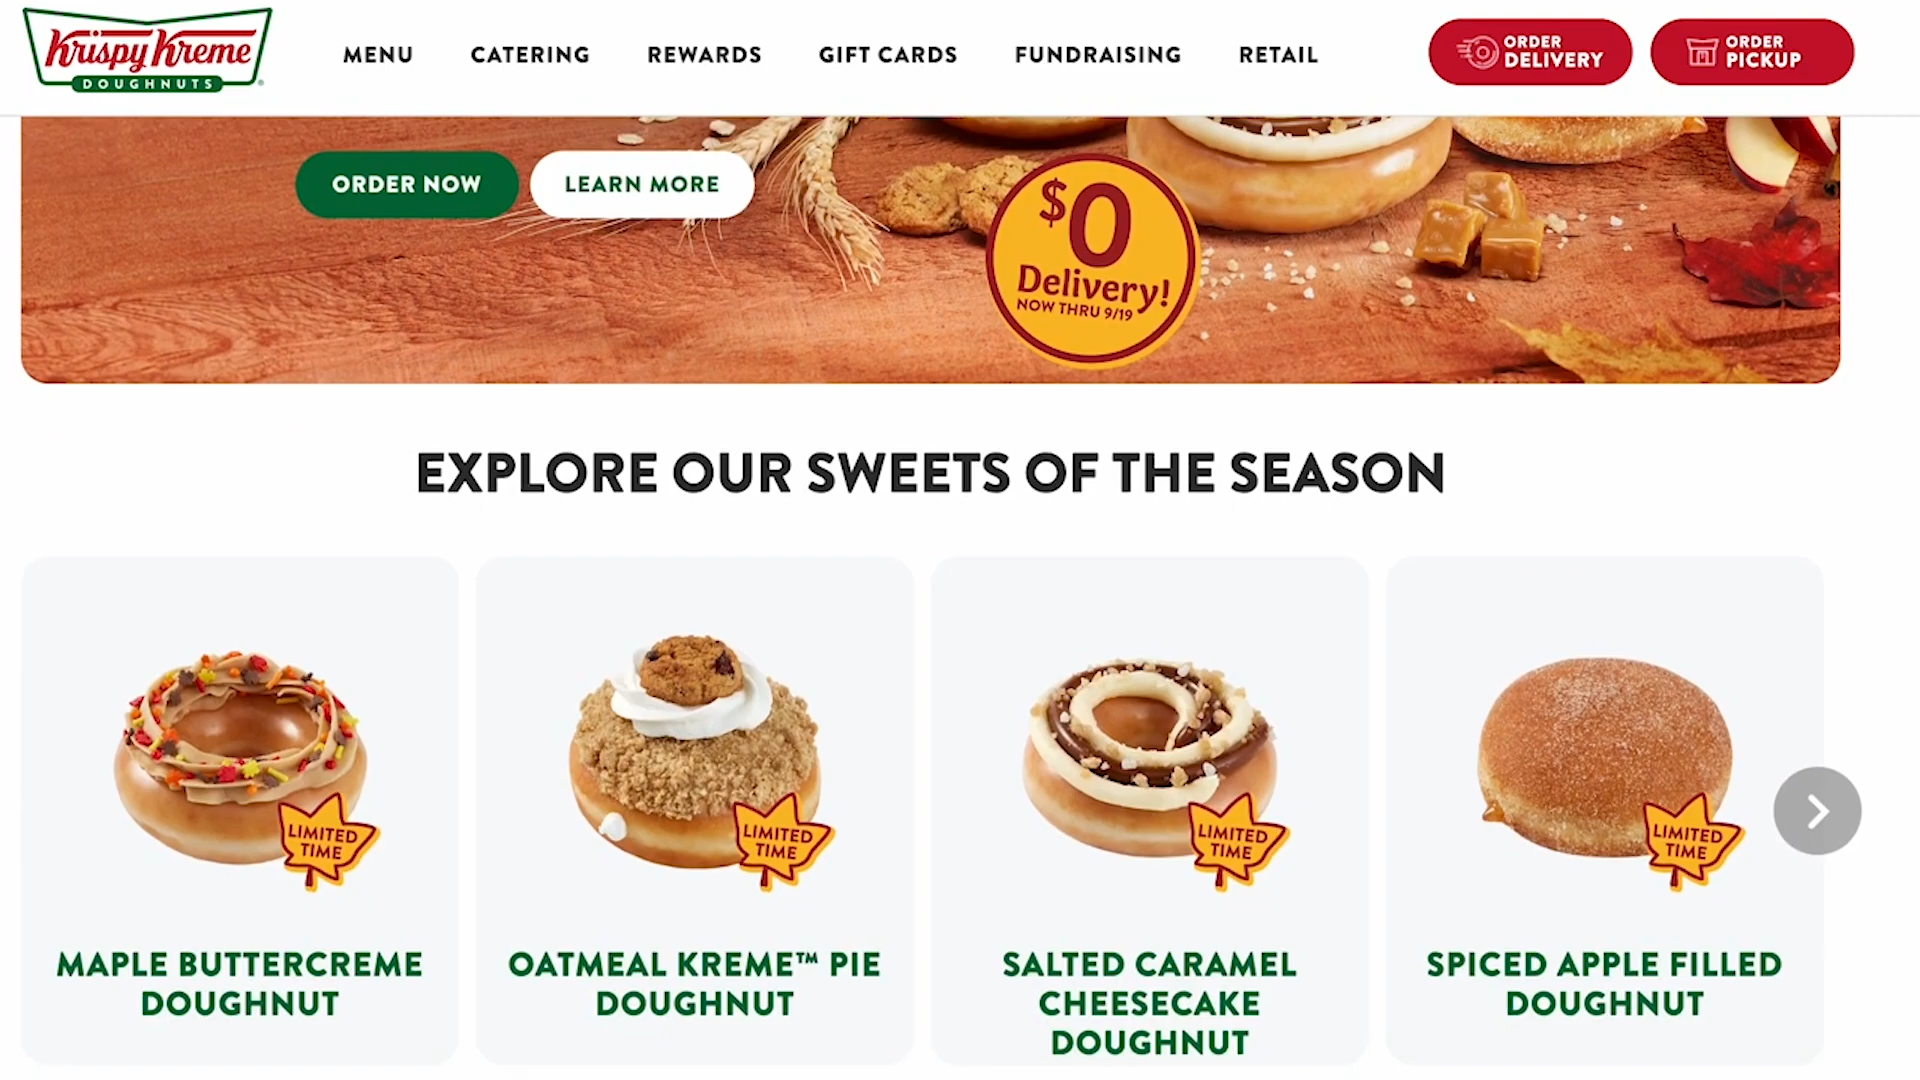 Krispy Kreme
DOUGHNUTS
MENU
CATERING
REWARDS
GIFT CARDS
FUNDRAISING
RETAIL
ORDER
DELIVERY
ORDER
PICKUP
ORDER NOW
LEARN MORE
$0
Delivery!
NOW THRU 9/19
EXPLORE OUR SWEETS OF THE SEASON
LIMITED
TIME
MAPLE BUTTERCREME
DOUGHNUT
LIMITED
TIME
OATMEAL KREME™ PIE
DOUGHNUT
LIMITED
TIME
SALTED CARAMEL
CHEESECAKE
DOUGHNUT
LIMITED
TIME
SPICED APPLE FILLED
DOUGHNUT